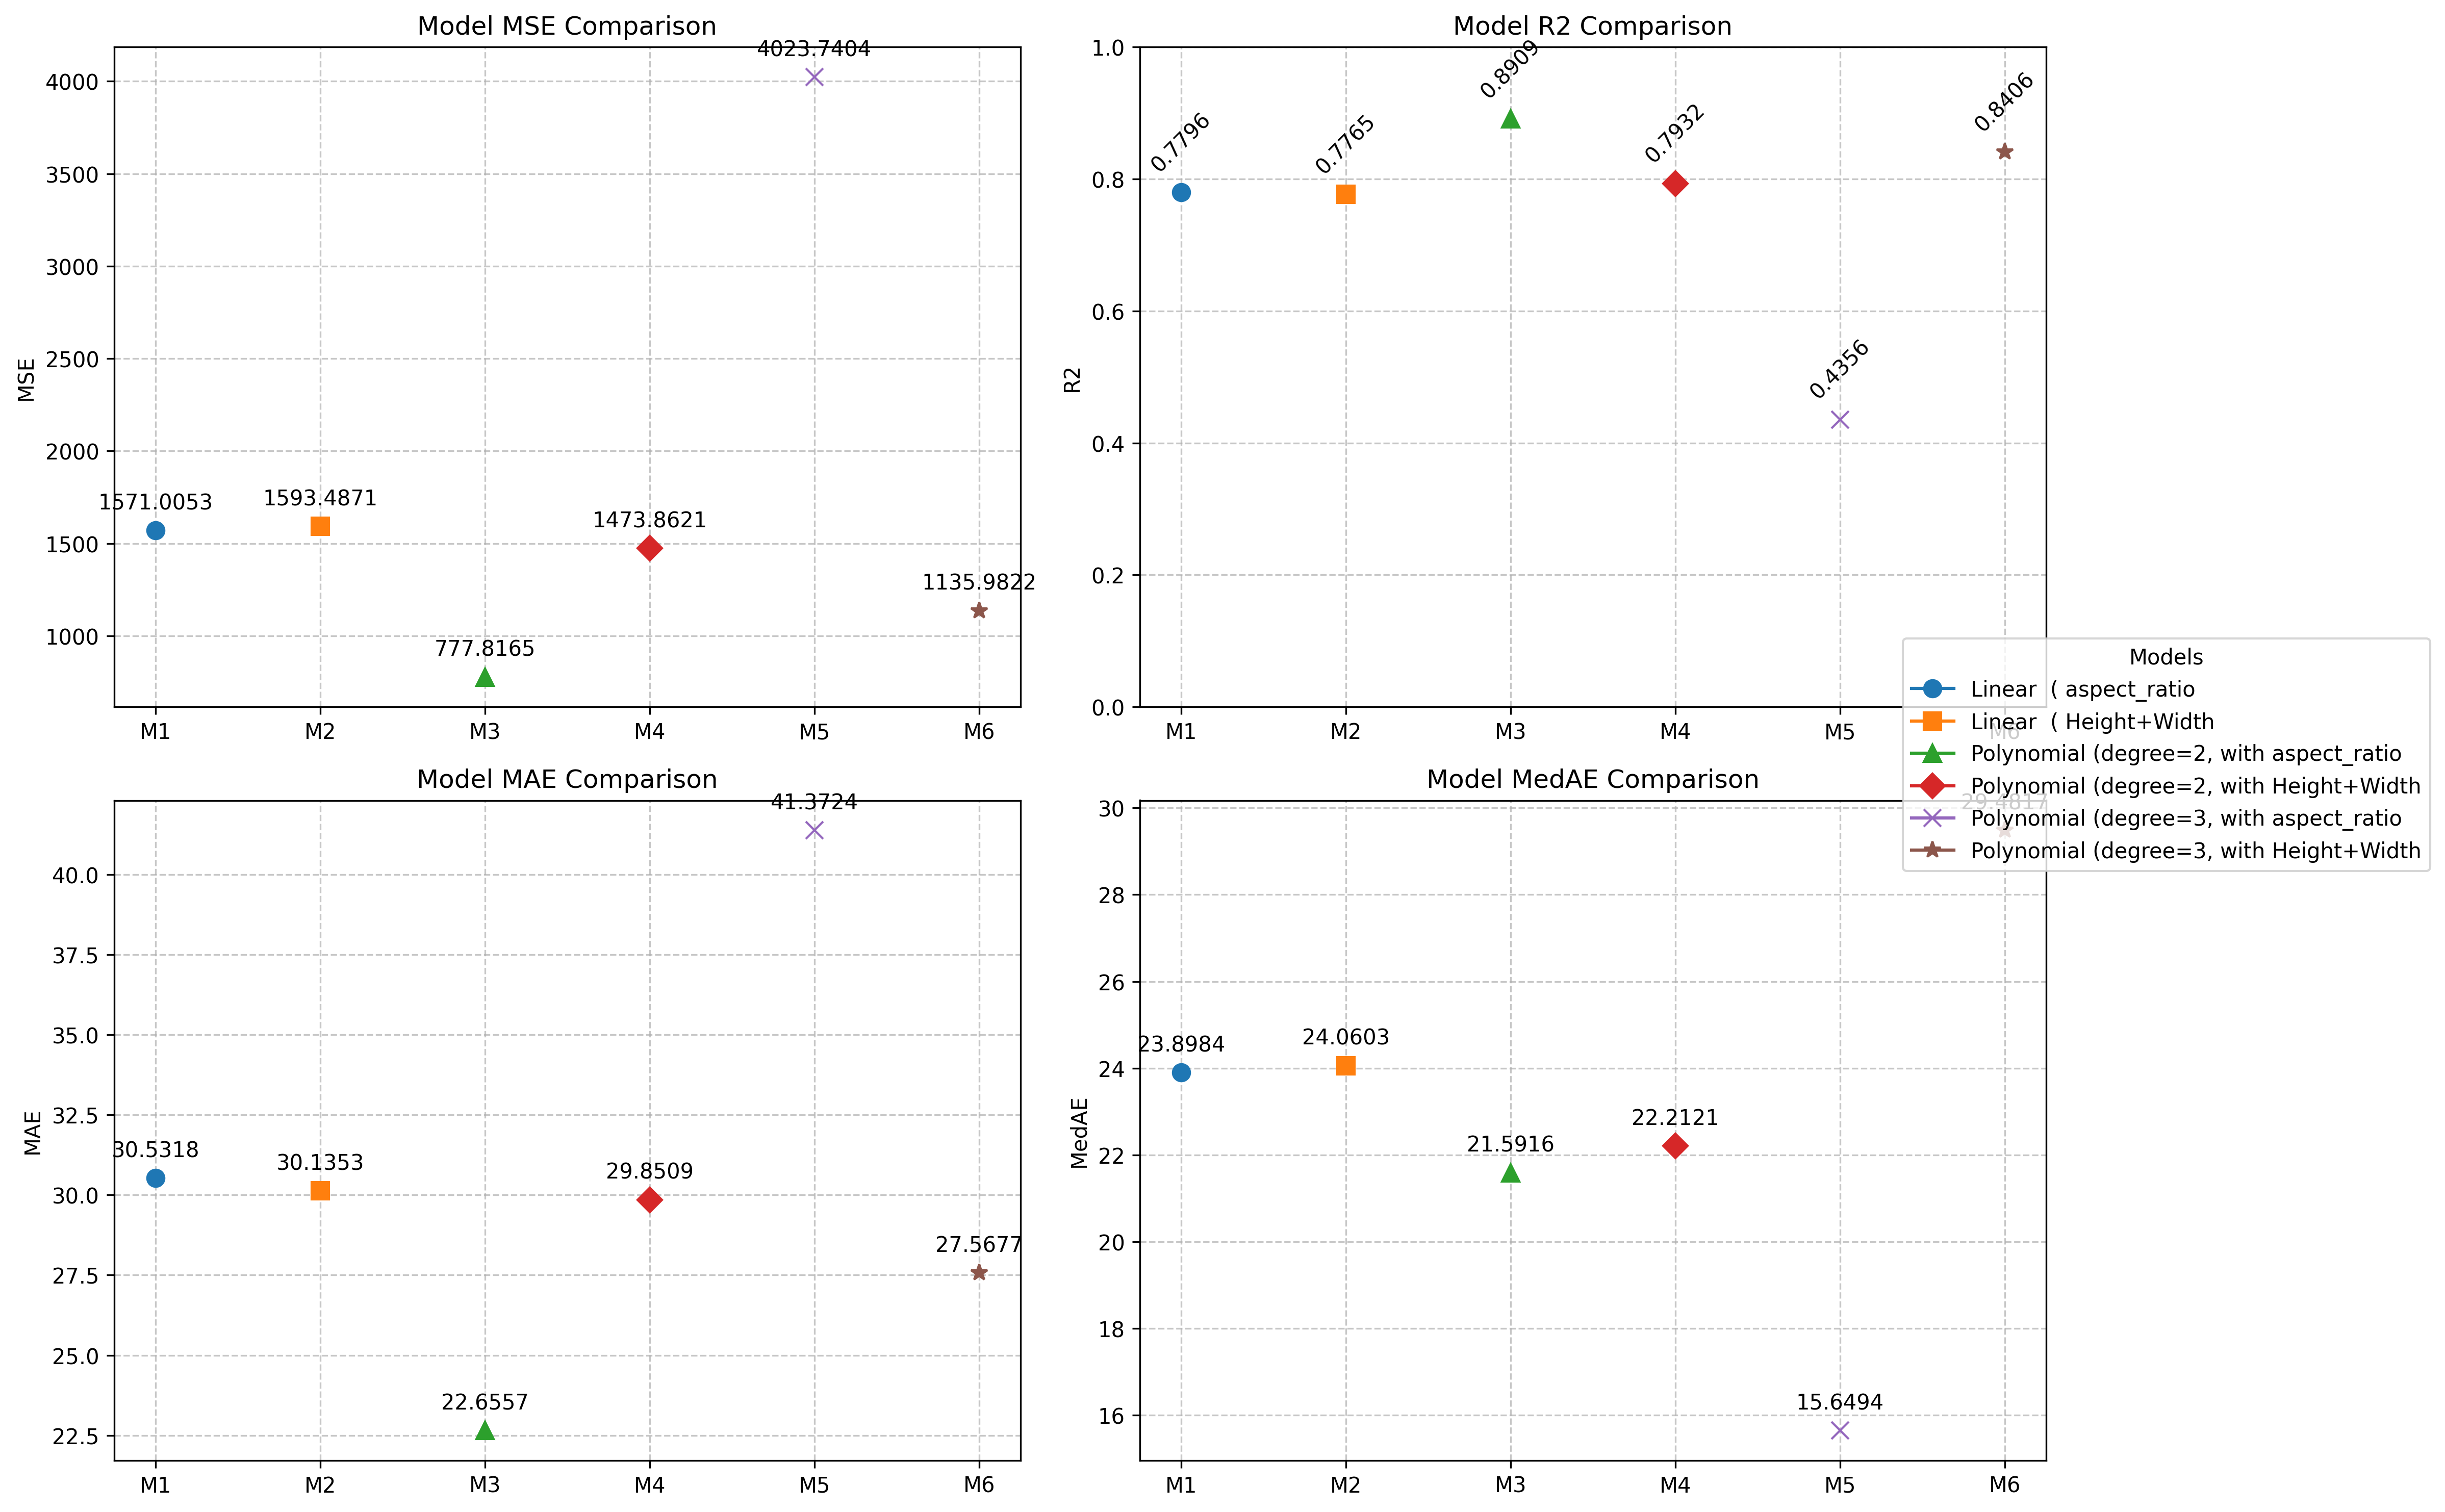 Model MSE Comparison
MSE
4000
3500
3000
2500
2000
1500
1000
1571.0053
1593.4871
777.8165
1473.8621
4023.7404
1135.9822
M1 M2 M3 M4 M5 M6
Model R2 Comparison
R2
1.0
0.8
0.6
0.4
0.2
0.0
0.7796
0.7765
0.8909
0.7932
0.4356
0.8406
M1 M2 M3 M4 M5 M6
Models
Linear  ( aspect_ratio
Linear  ( Height+Width
Polynomial (degree=2, with aspect_ratio
Polynomial (degree=2, with Height+Width
Polynomial (degree=3, with aspect_ratio
Polynomial (degree=3, with Height+Width
Model MAE Comparison
MAE
40.0
37.5
35.0
32.5
30.0
27.5
25.0
22.5
30.5318
30.1353
22.6557
29.8509
41.3724
27.5677
M1 M2 M3 M4 M5 M6
Model MedAE Comparison
MedAE
30
28
26
24
22
20
18
16
23.8984
24.0603
21.5916
22.2121
15.6494
29.4817
M1 M2 M3 M4 M5 M6